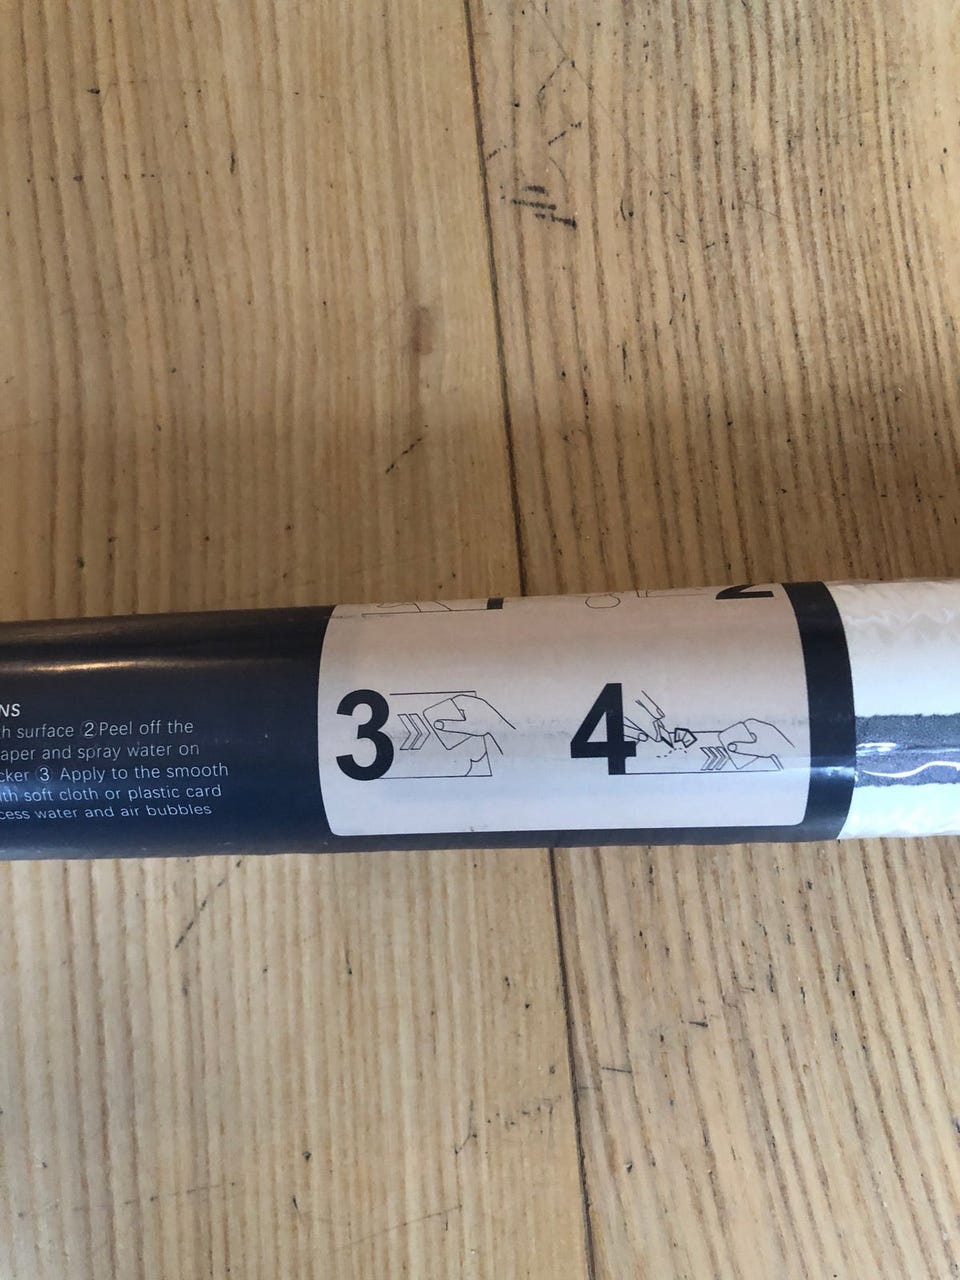 NS
th surface 2 Peel off the
aper and spray water on
cker 3 Apply to the smooth
ith soft cloth or plastic card
cess water and air bubbles
2
3
4